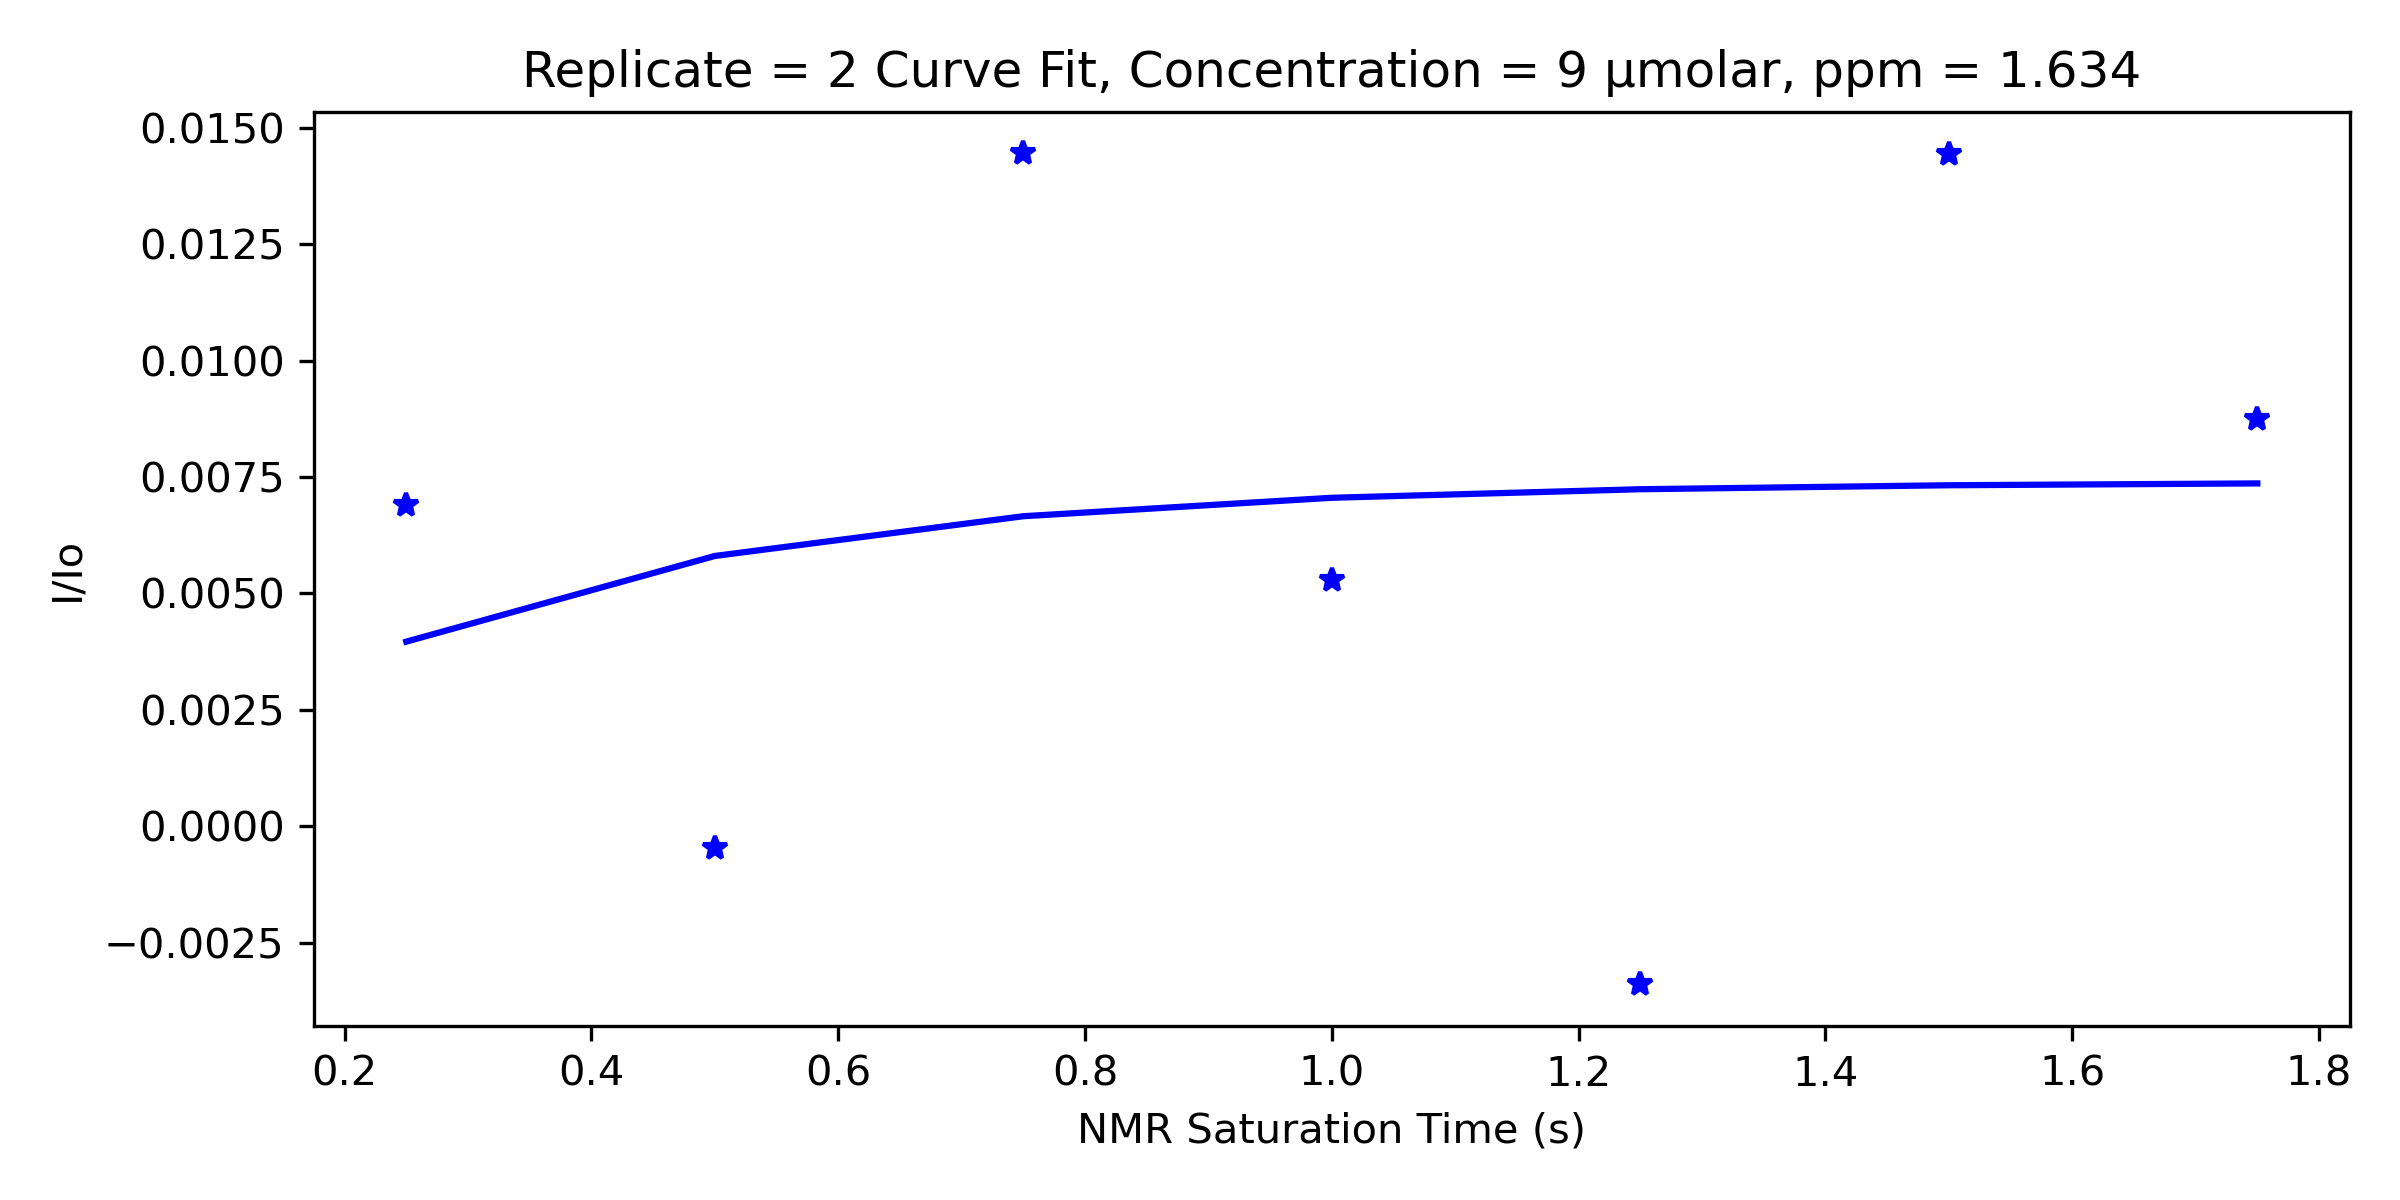 Replicate = 2 Curve Fit, Concentration = 9 µmolar, ppm = 1.634
0.0150
0.0125
0.0100
0.0075
0.0050
0.0025
0.0000
−0.0025
I/Io
0.2 0.4 0.6 0.8 1.0 1.2 1.4 1.6 1.8
NMR Saturation Time (s)